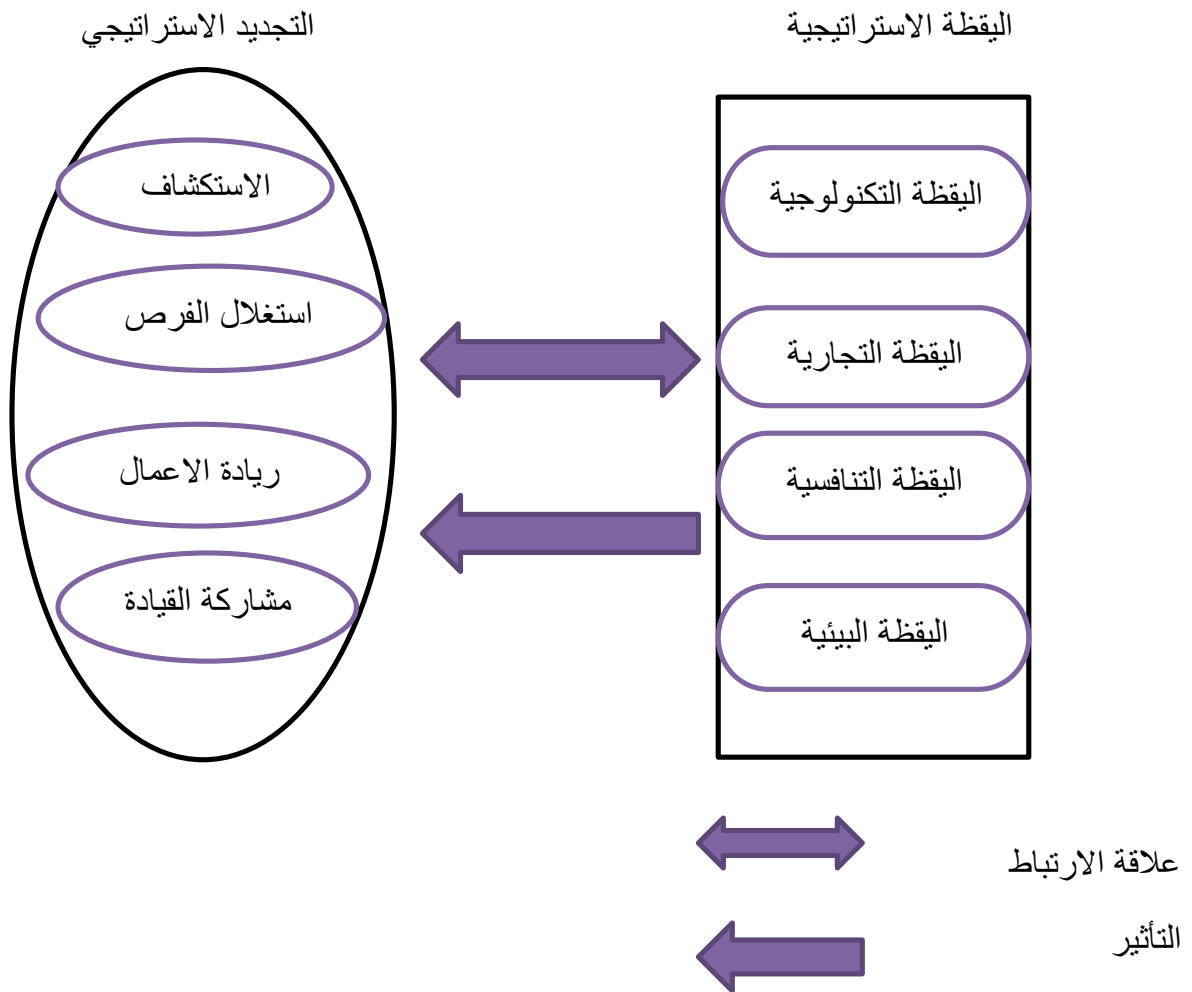 اليقظة الاستراتيجية
التجديد الاستراتيجي
اليقظة التكنولوجية
اليقظة التجارية
اليقظة التنافسية
اليقظة البيئية
الاستكشاف
استغلال الفرص
ريادة الاعمال
مشاركة القيادة
علاقة الارتباط
التأثير